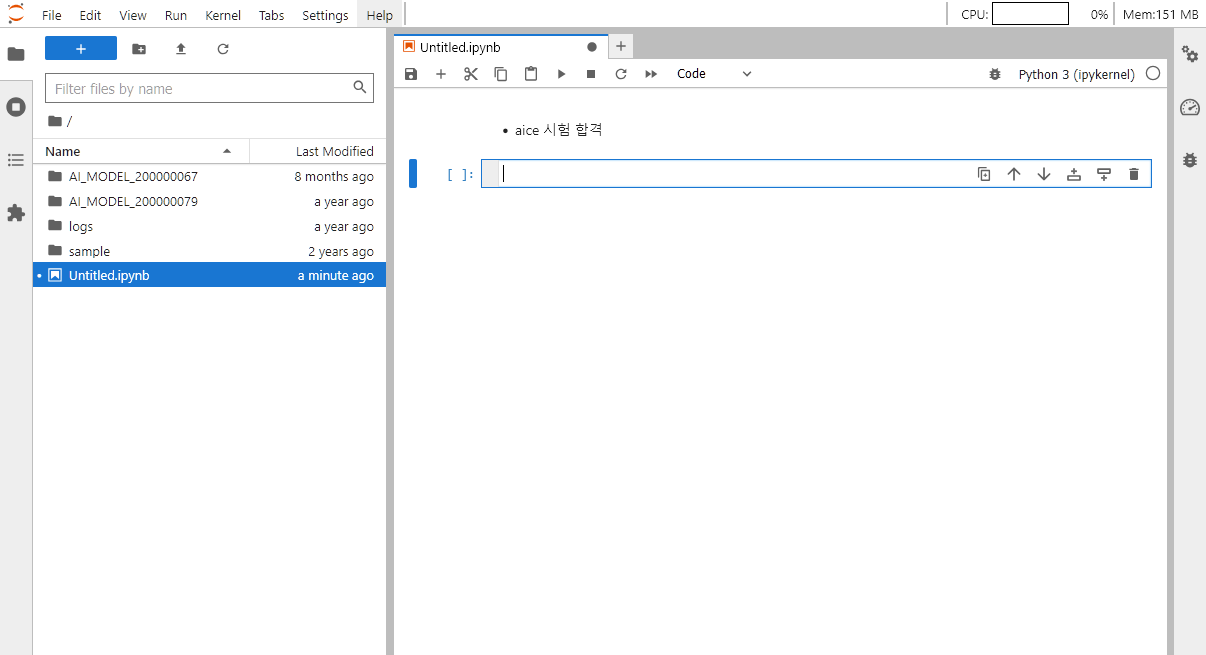 File Edit View Run Kernel Tabs Settings Help CPU: 0% Mem:151 MB
+
Filter files by name
/
Name Last Modified
AI_MODEL_200000067 8 months ago
AI_MODEL_200000079 a year ago
logs a year ago
sample 2 years ago
Untitled.ipynb a minute ago
Untitled.ipynb +
+ Code Python 3 (ipykernel)
• aice 시험 합격
[ ]: